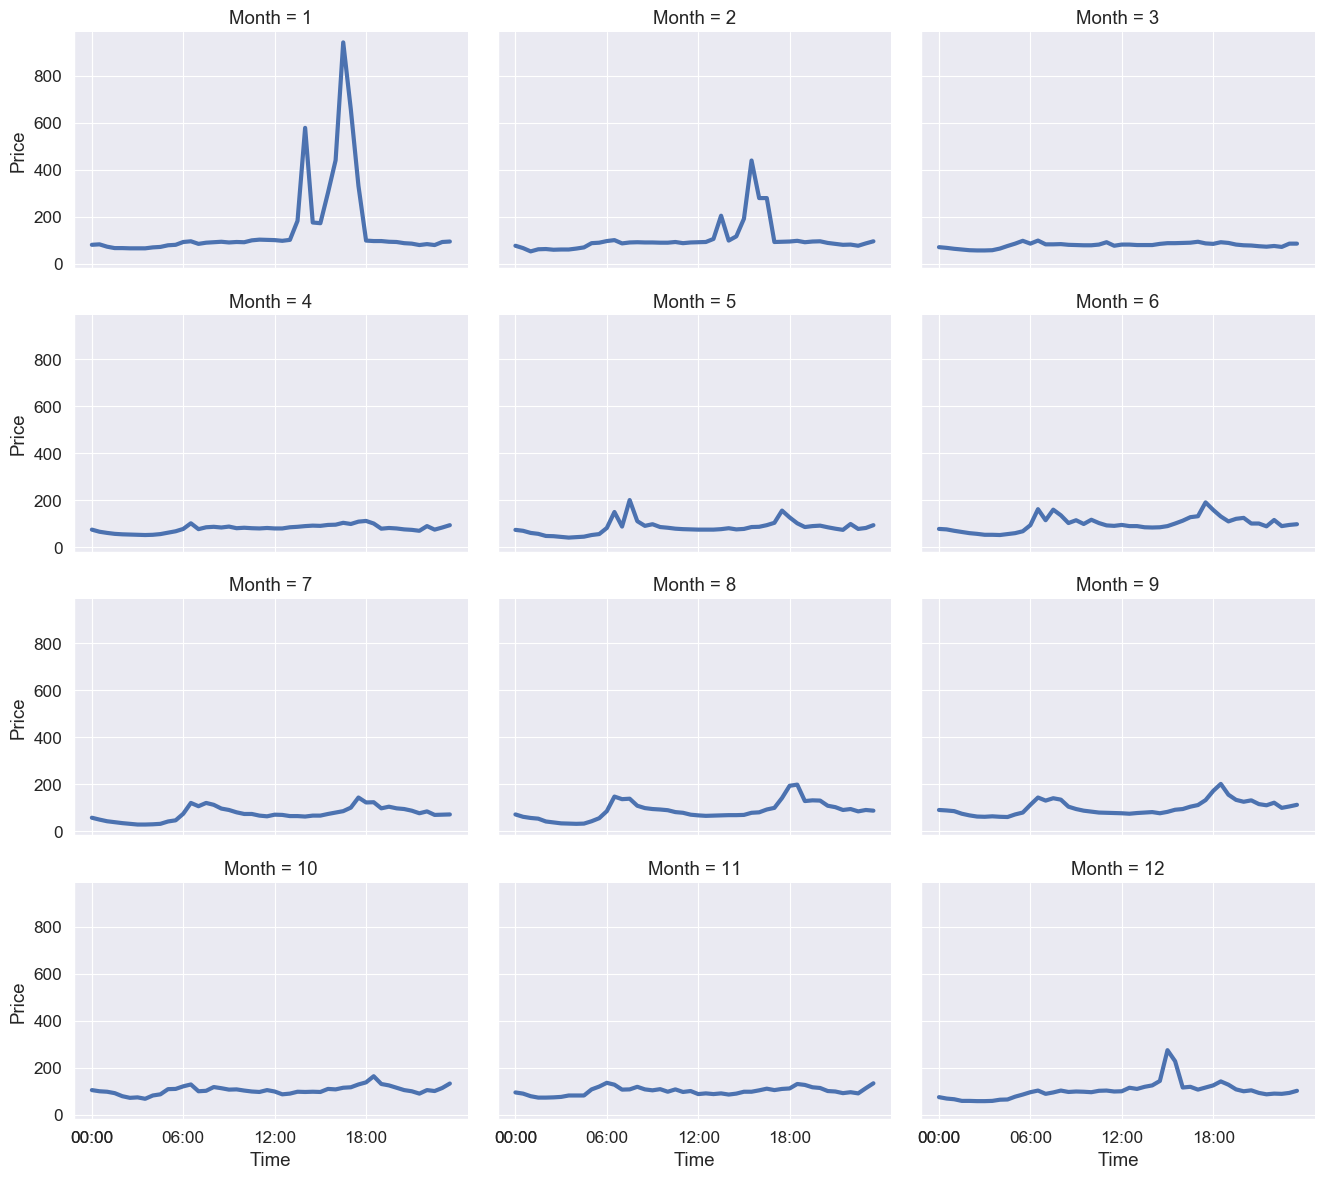 Month = 1
Month = 2
Month = 3
800
600
400
200
0
Price
Month = 4
Month = 5
Month = 6
800
600
400
200
0
Price
Month = 7
Month = 8
Month = 9
800
600
400
200
0
Price
Month = 10
Month = 11
Month = 12
800
600
400
200
0
Price
00:00 06:00 12:00 18:00
00:00 06:00 12:00 18:00
00:00 06:00 12:00 18:00
Time
Time
Time